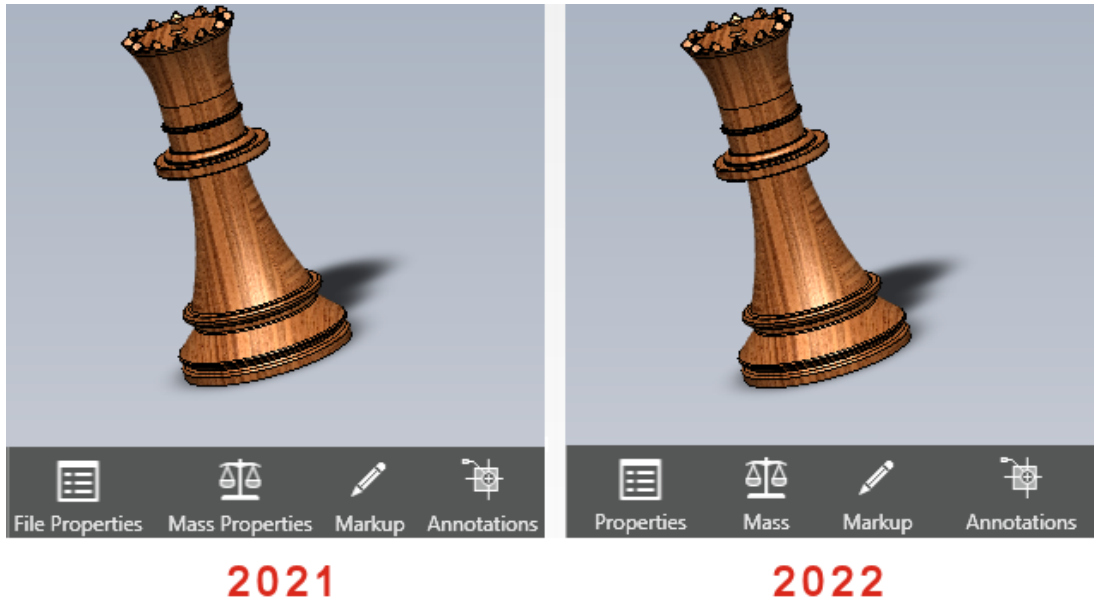 File Properties Mass Properties Markup Annotations
Properties Mass Markup Annotations
2021
2022